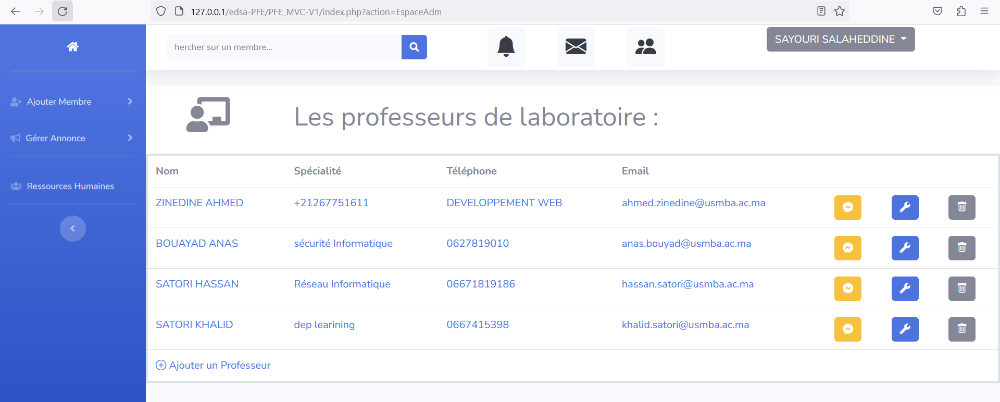 127.0.0.1/edsa-PFE/PFE_MVC-V1/index.php?action=EspaceAdm
hercher sur un membre...
SAYOURI SALAHEDDINE
Ajouter Membre
Gérer Annonce
Ressources Humaines
Les professeurs de laboratoire :
Nom Spécialité Téléphone Email
ZINEDINE AHMED +21267751611 DEVELOPPEMENT WEB ahmed.zinedine@usmba.ac.ma
BOUAYAD ANAS sécurité Informatique 0627819010 anas.bouyad@usmba.ac.ma
SATORI HASSAN Réseau Informatique 06671819186 hassan.satori@usmba.ac.ma
SATORI KHALID dep learining 0667415398 khalid.satori@usmba.ac.ma
Ajouter un Professeur